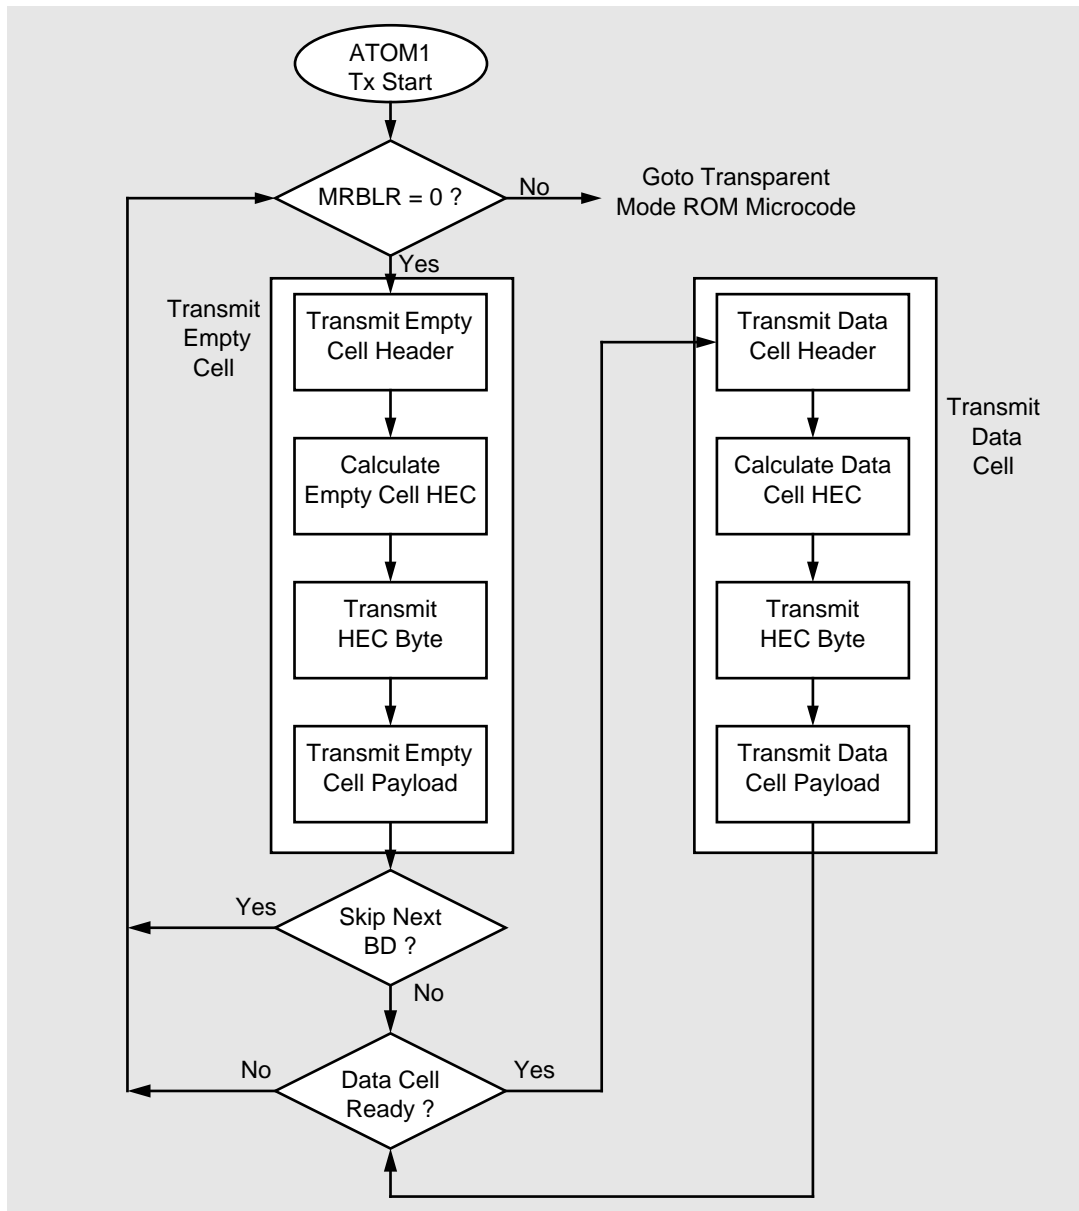 ATOM1
Tx Start
MRBLR = 0 ?
No
Goto Transparent
Mode ROM Microcode
Yes
Transmit
Empty
Cell
Transmit Empty
Cell Header
Calculate
Empty Cell HEC
Transmit
HEC Byte
Transmit Empty
Cell Payload
Transmit Data
Cell Header
Calculate Data
Cell HEC
Transmit
HEC Byte
Transmit Data
Cell Payload
Transmit
Data
Cell
Yes
Skip Next
BD ?
No
No
Data Cell
Ready ?
Yes